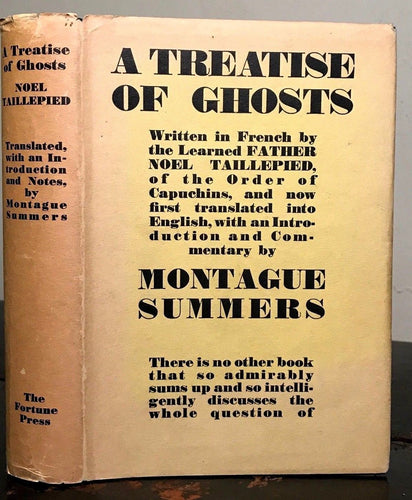 A Treatise
of Ghosts
NOEL
TAILLEPIED
Translated,
with an In-
troduction
and Notes,
by
Montague
Summers
The
Fortune
Press
A TREATISE
OF GHOSTS
Written in French by
the Learned FATHER
NOEL TAILLEPIED,
of the Order of
Capuchins, and now
first translated into
English, with an Intro-
duction and Com-
mentary by
MONTAGUE
SUMMERS
There is no other book
that so admirably
sums up and so intelli-
gently discusses the
whole question of